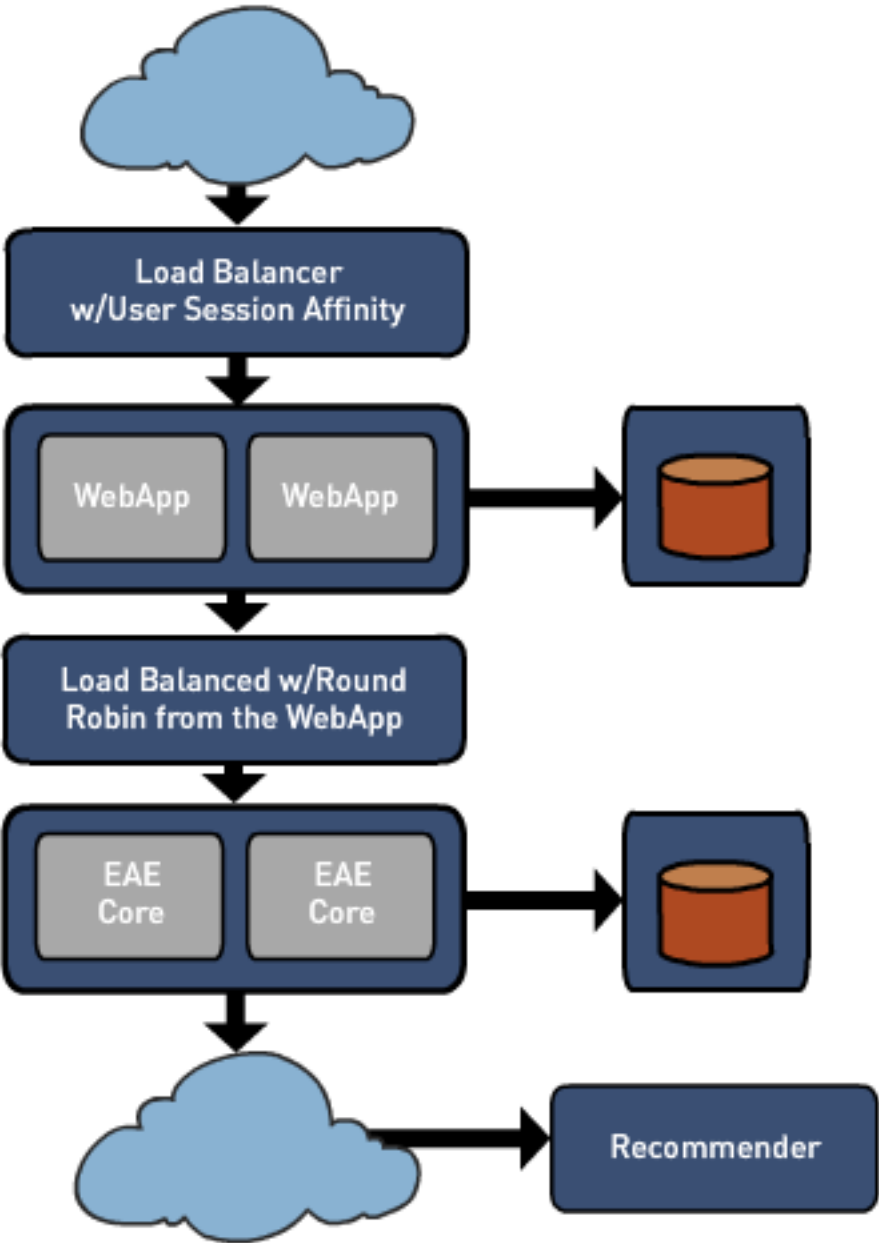 Load Balancer
w/User Session Affinity
WebApp
WebApp
Load Balanced w/Round
Robin from the WebApp
EAE
Core
EAE
Core
Recommender